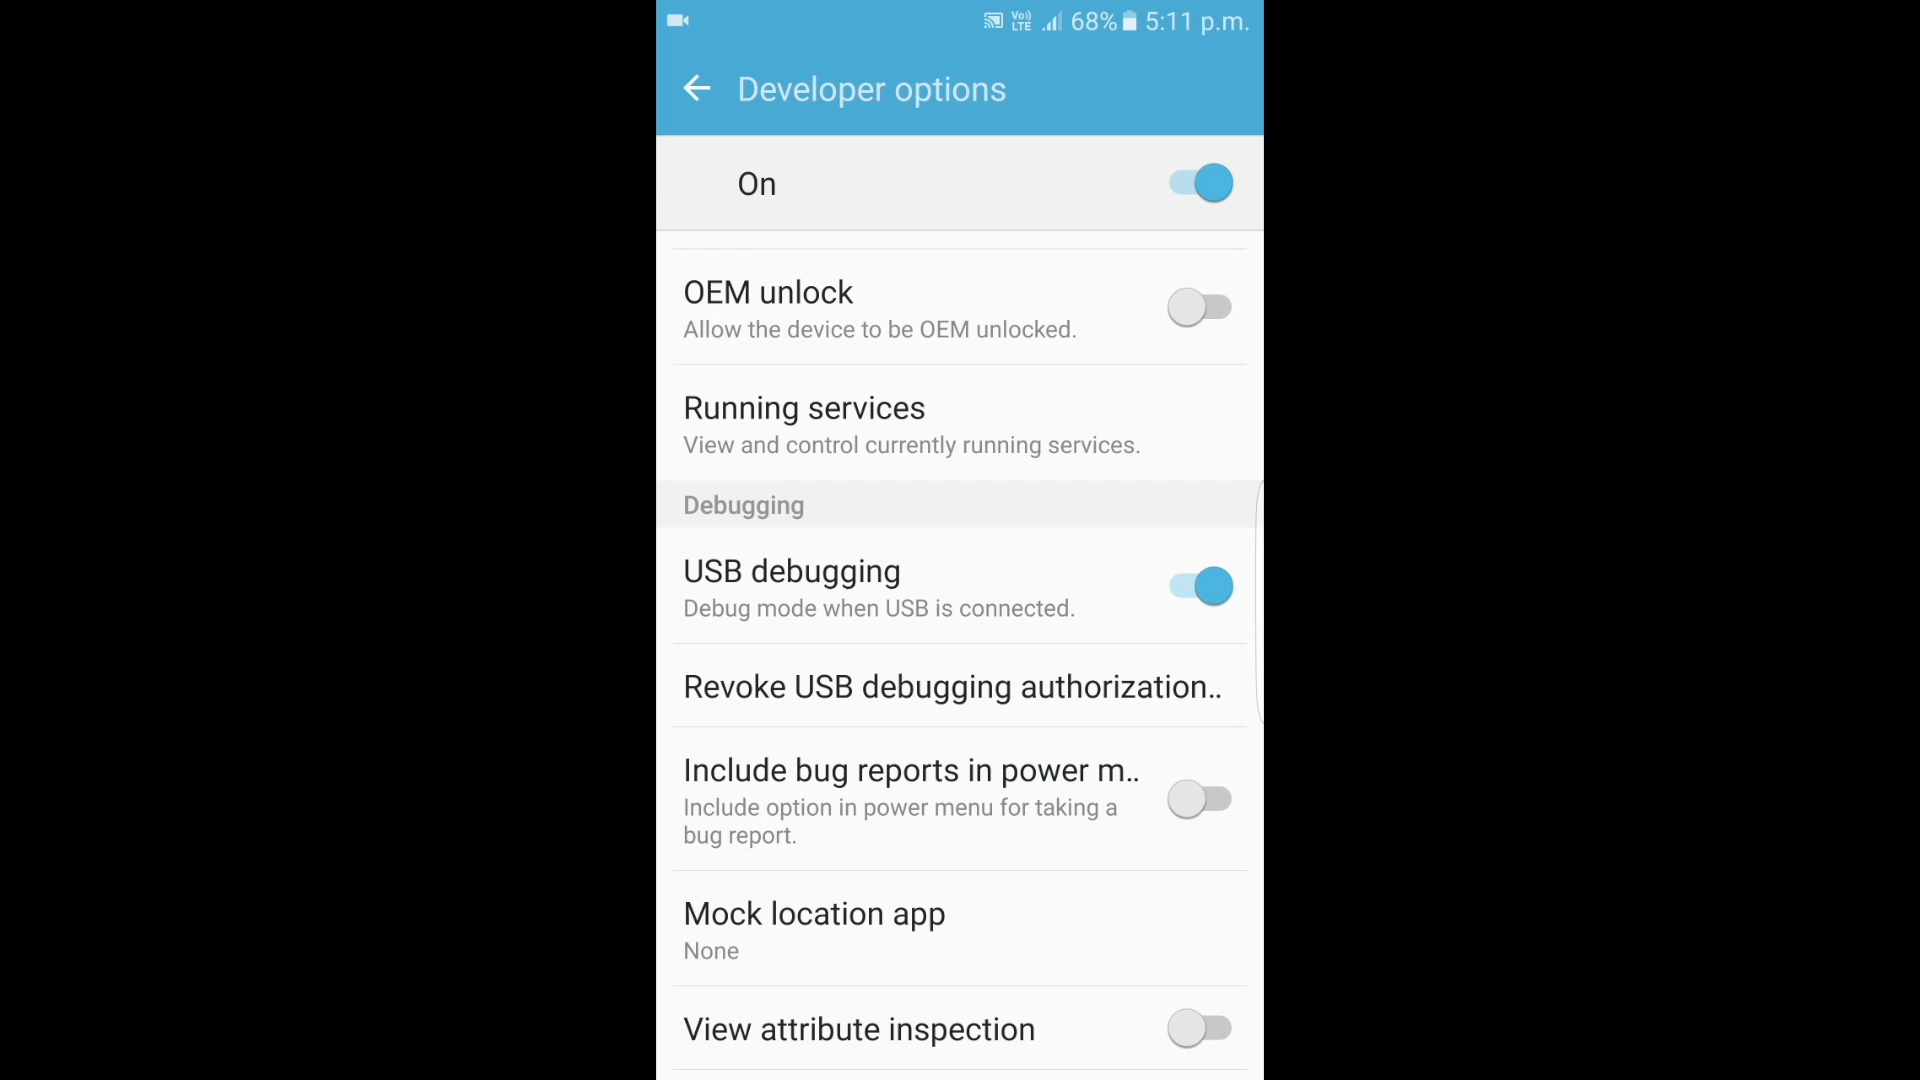 Vo)) LTE 68% 5:11 p.m.
Developer options
On
OEM unlock
Allow the device to be OEM unlocked.
Running services
View and control currently running services.
Debugging
USB debugging
Debug mode when USB is connected.
Revoke USB debugging authorization..
Include bug reports in power m..
Include option in power menu for taking a
bug report.
Mock location app
None
View attribute inspection